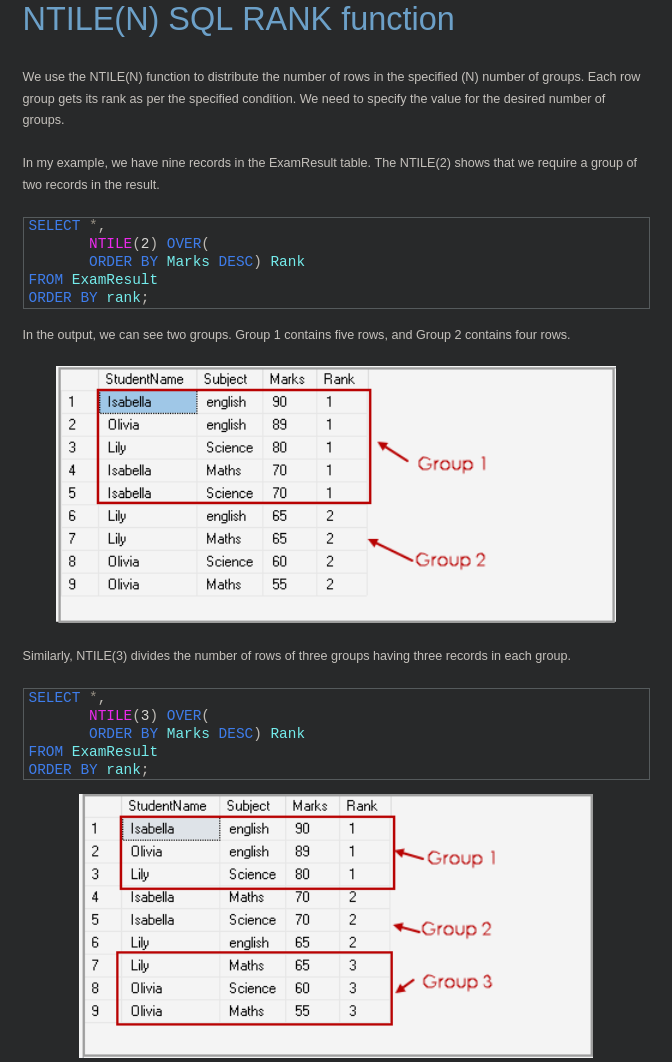 NTILE(N) SQL RANK function
We use the NTILE(N) function to distribute the number of rows in the specified (N) number of groups. Each row
group gets its rank as per the specified condition. We need to specify the value for the desired number of
groups.
In my example, we have nine records in the ExamResult table. The NTILE(2) shows that we require a group of
two records in the result.
SELECT *,
NTILE(2) OVER(
ORDER BY Marks DESC) Rank
FROM ExamResult
ORDER BY rank;
In the output, we can see two groups. Group 1 contains five rows, and Group 2 contains four rows.
StudentName Subject Marks Rank
1 Isabella english 90 1
2 Olivia english 89 1
3 Lily Science 80 1
4 Isabella Maths 70 1
5 Isabella Science 70 1
6 Lily english 65 2
7 Lily Maths 65 2
8 Olivia Science 60 2
9 Olivia Maths 55 2
Group 1
Group 2
Similarly, NTILE(3) divides the number of rows of three groups having three records in each group.
SELECT *,
NTILE(3) OVER(
ORDER BY Marks DESC) Rank
FROM ExamResult
ORDER BY rank;
StudentName Subject Marks Rank
1 Isabella english 90 1
2 Olivia english 89 1
3 Lily Science 80 1
4 Isabella Maths 70 2
5 Isabella Science 70 2
6 Lily english 65 2
7 Lily Maths 65 3
8 Olivia Science 60 3
9 Olivia Maths 55 3
Group 1
Group 2
Group 3